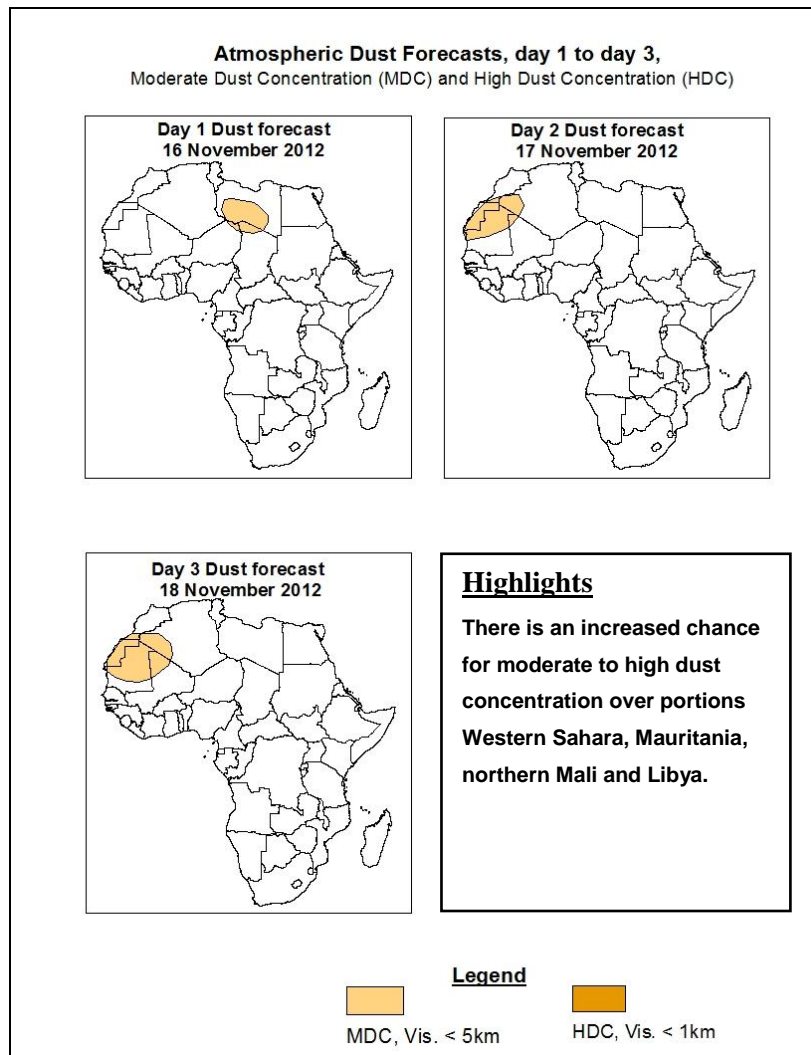 Atmospheric Dust Forecasts, day 1 to day 3,
Moderate Dust Concentration (MDC) and High Dust Concentration (HDC)
Day 1 Dust forecast
16 November 2012
Day 2 Dust forecast
17 November 2012
Day 3 Dust forecast
18 November 2012
Highlights
There is an increased chance
for moderate to high dust
concentration over portions
Western Sahara, Mauritania,
northern Mali and Libya.
Legend
MDC, Vis. < 5km
HDC, Vis. < 1km